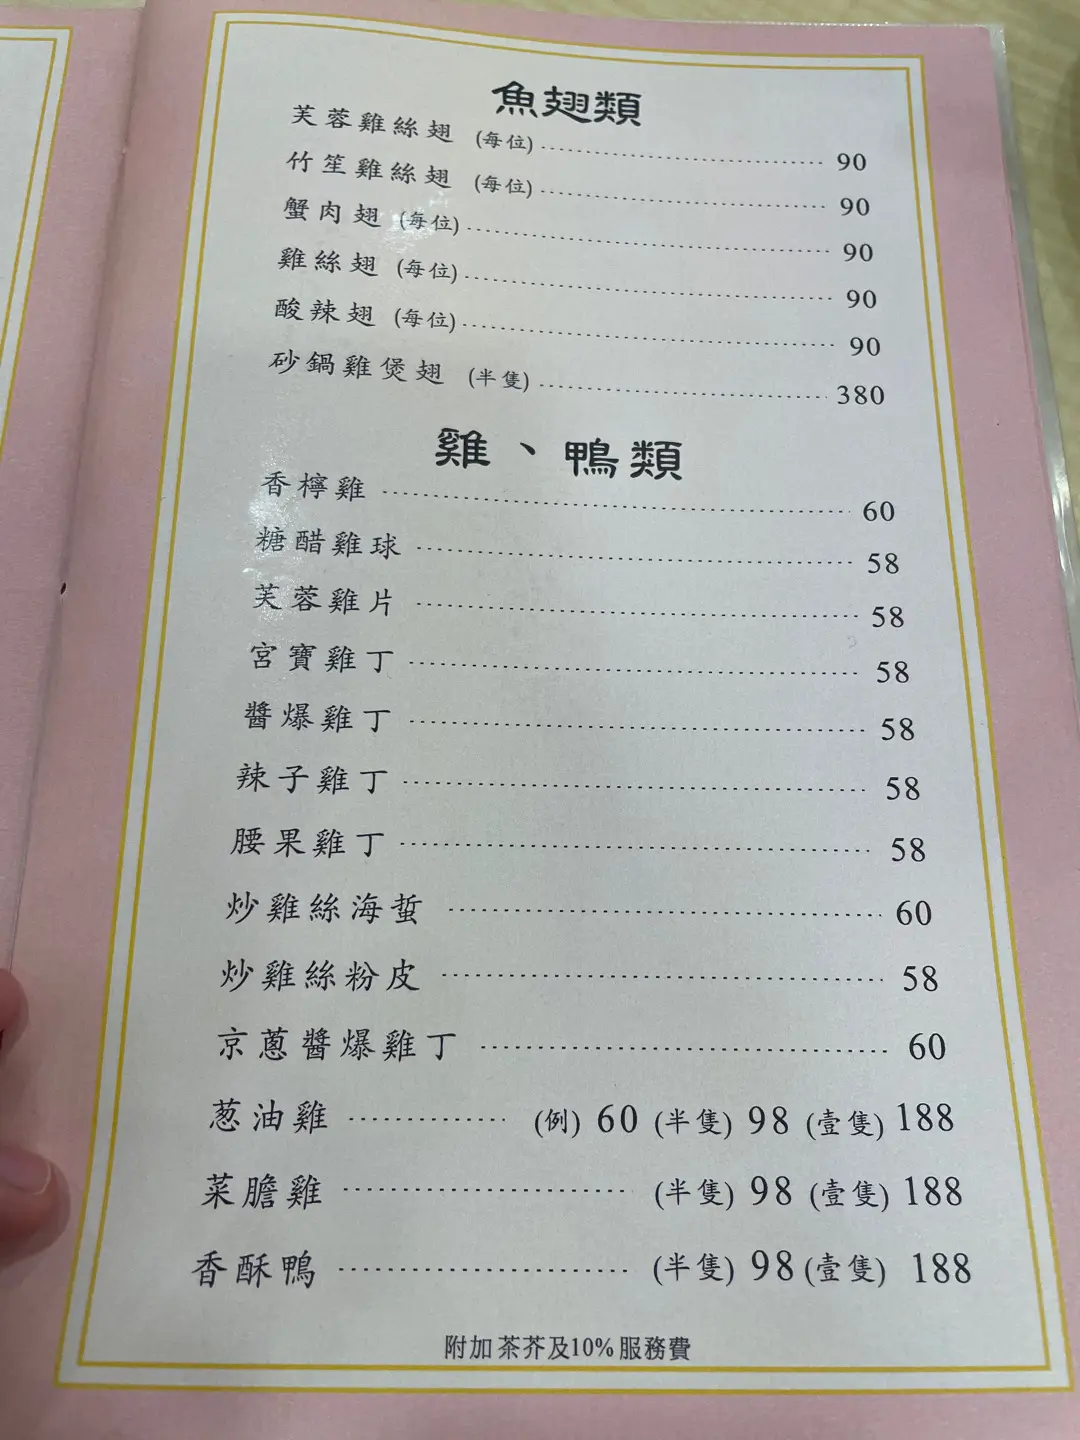 魚翅類
芙蓉雞絲翅 (每位) 90
竹笙雞絲翅 (每位) 90
蟹肉翅 (每位) 90
雞絲翅 (每位) 90
酸辣翅 (每位) 90
砂鍋雞煲翅 (半隻) 380
雞、鴨類
香檸雞 60
糖醋雞球 58
芙蓉雞片 58
宮寶雞丁 58
醬爆雞丁 58
辣子雞丁 58
腰果雞丁 58
炒雞絲海蜇 60
炒雞絲粉皮 58
京蔥醬爆雞丁 60
葱油雞 (例) 60 (半隻) 98 (壹隻) 188
菜膽雞 (半隻) 98 (壹隻) 188
香酥鴨 (半隻) 98 (壹隻) 188
附加茶芥及10%服務費